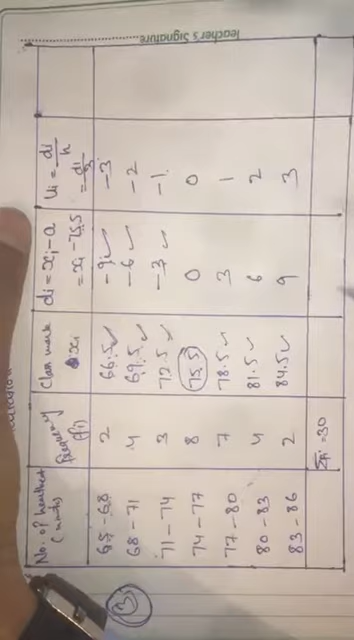 Teacher's Signature
No. of heartbeat (min) | frequency (fi) | Class mark xi | di = xi - a = xi - 75.5 | ui = di/h = di/3
65 - 68 | 2 | 66.5 ✓ | -9 ✓ | -3
68 - 71 | 4 | 69.5 ✓ | -6 ✓ | -2
71 - 74 | 3 | 72.5 ✓ | -3 ✓ | -1
74 - 77 | 8 | 75.5 | 0 | 0
77 - 80 | 7 | 78.5 ✓ | 3 | 1
80 - 83 | 4 | 81.5 ✓ | 6 | 2
83 - 86 | 2 | 84.5 ✓ | 9 | 3
Σfi = 30
3